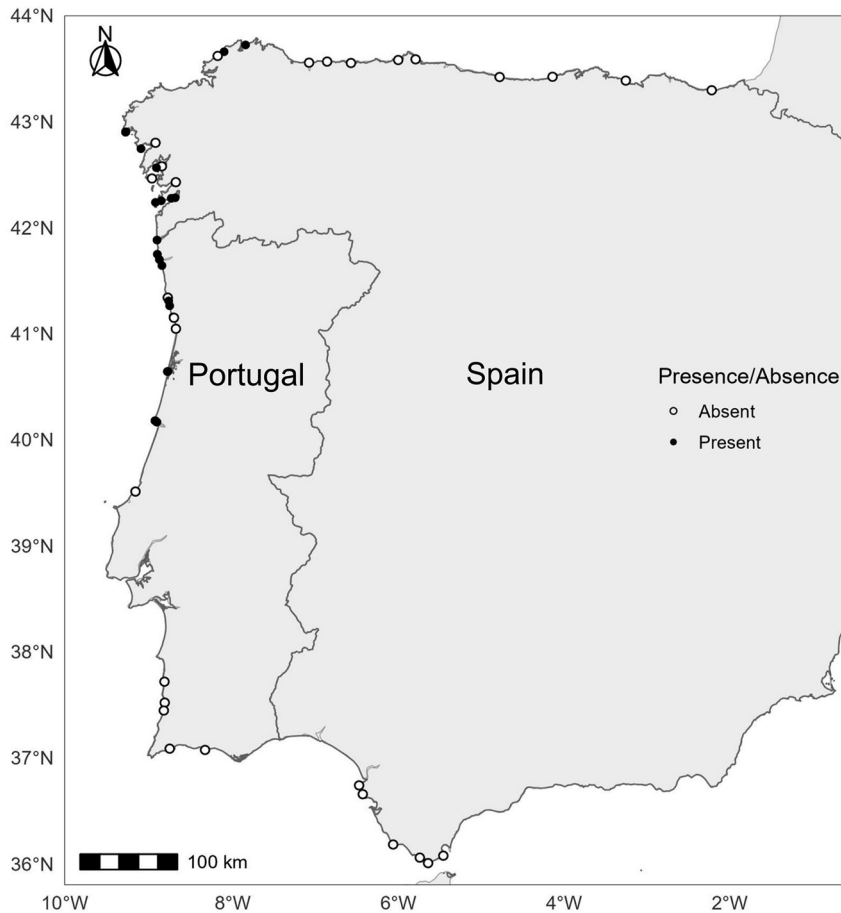 44°N
N
43°N
42°N
41°N
Portugal
Spain
Presence/Absence
Absent
Present
40°N
39°N
38°N
37°N
36°N
100 km
10°W
8°W
6°W
4°W
2°W